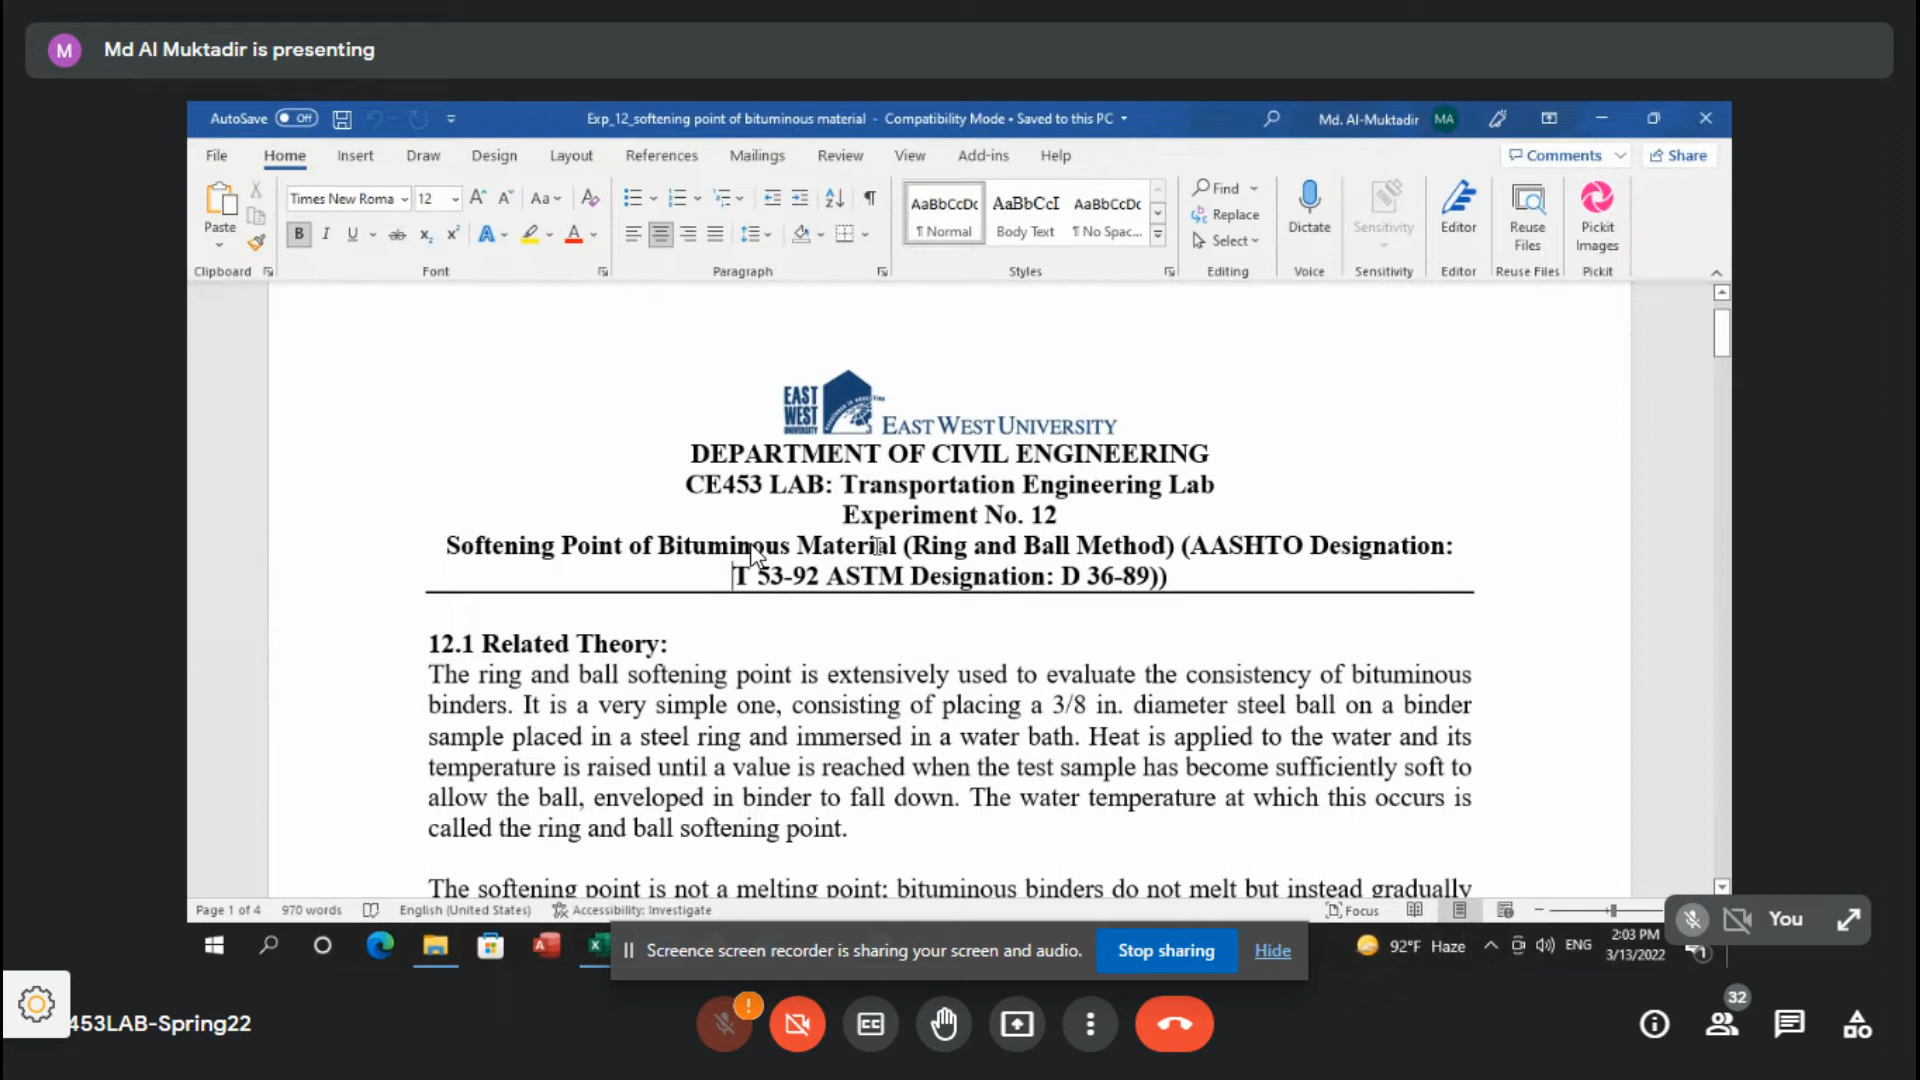 M Md Al Muktadir is presenting
AutoSave Off Exp_12_softening point of bituminous material - Compatibility Mode • Saved to this PC Md. Al-Muktadir MA
File Home Insert Draw Design Layout References Mailings Review View Add-ins Help Comments Share
Times New Roma 12 A A Aa A AaBbCcDc AaBbCcI AaBbCcDc Find
Paste B I U ab X2 X2 A A ¶ Normal Body Text ¶ No Spac... Replace Select Dictate Sensitivity Editor Reuse Files Pickit Images
Clipboard Font Paragraph Styles Editing Voice Sensitivity Editor Reuse Files Pickit
EAST WEST UNIVERSITY EAST WEST UNIVERSITY
DEPARTMENT OF CIVIL ENGINEERING
CE453 LAB: Transportation Engineering Lab
Experiment No. 12
Softening Point of Bituminous Material (Ring and Ball Method) (AASHTO Designation:
T 53-92 ASTM Designation: D 36-89))
12.1 Related Theory:
The ring and ball softening point is extensively used to evaluate the consistency of bituminous
binders. It is a very simple one, consisting of placing a 3/8 in. diameter steel ball on a binder
sample placed in a steel ring and immersed in a water bath. Heat is applied to the water and its
temperature is raised until a value is reached when the test sample has become sufficiently soft to
allow the ball, enveloped in binder to fall down. The water temperature at which this occurs is
called the ring and ball softening point.
The softening point is not a melting point; bituminous binders do not melt but instead gradually
Page 1 of 4 970 words English (United States) Accessibility: Investigate Focus
You
Screence screen recorder is sharing your screen and audio. Stop sharing Hide
92°F Haze ENG 2:03 PM
3/13/2022 1
453LAB-Spring22
! CC 32